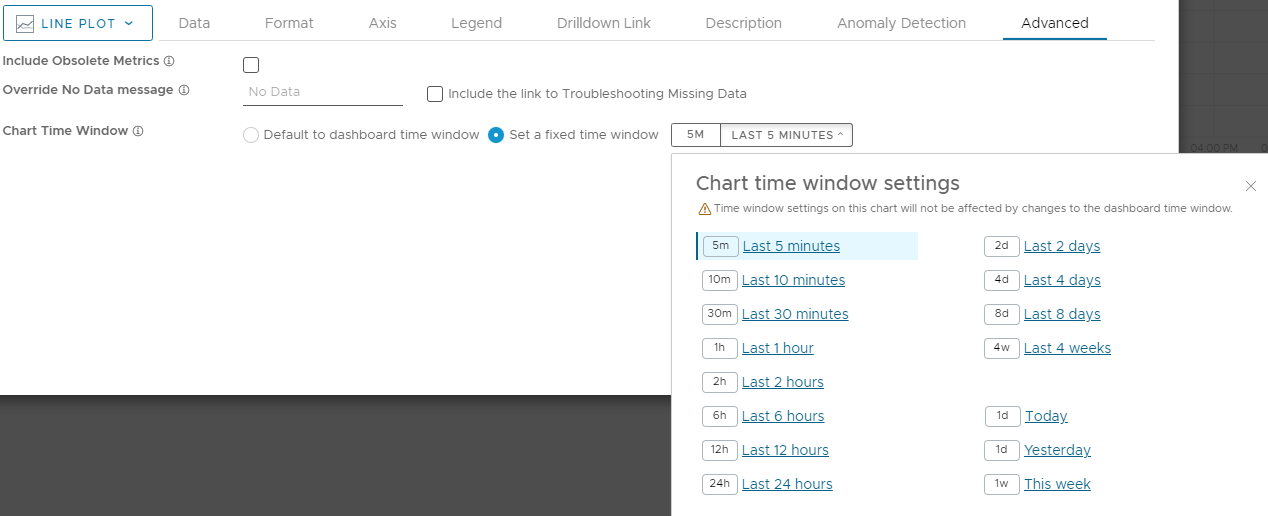 LINE PLOT Data Format Axis Legend Drilldown Link Description Anomaly Detection Advanced
Include Obsolete Metrics
Override No Data message No Data Include the link to Troubleshooting Missing Data
Chart Time Window Default to dashboard time window Set a fixed time window 5M LAST 5 MINUTES
04:00 PM
Chart time window settings
Time window settings on this chart will not be affected by changes to the dashboard time window.
5m Last 5 minutes 2d Last 2 days
10m Last 10 minutes 4d Last 4 days
30m Last 30 minutes 8d Last 8 days
1h Last 1 hour 4w Last 4 weeks
2h Last 2 hours
6h Last 6 hours 1d Today
12h Last 12 hours 1d Yesterday
24h Last 24 hours 1w This week